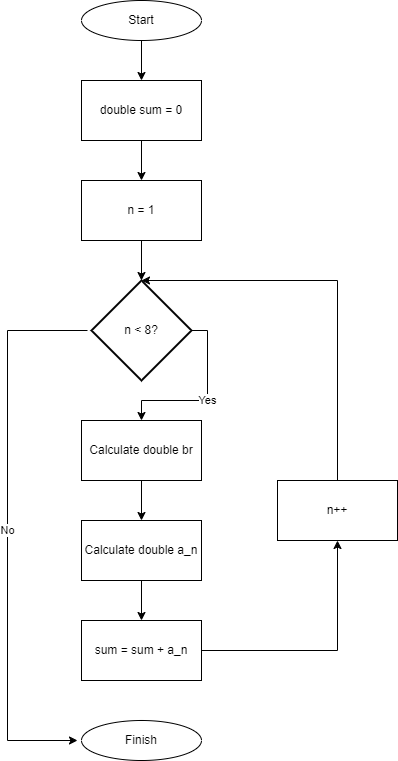 Start
double sum = 0
n = 1
n < 8?
Yes
Calculate double br
n++
No
Calculate double a_n
sum = sum + a_n
Finish